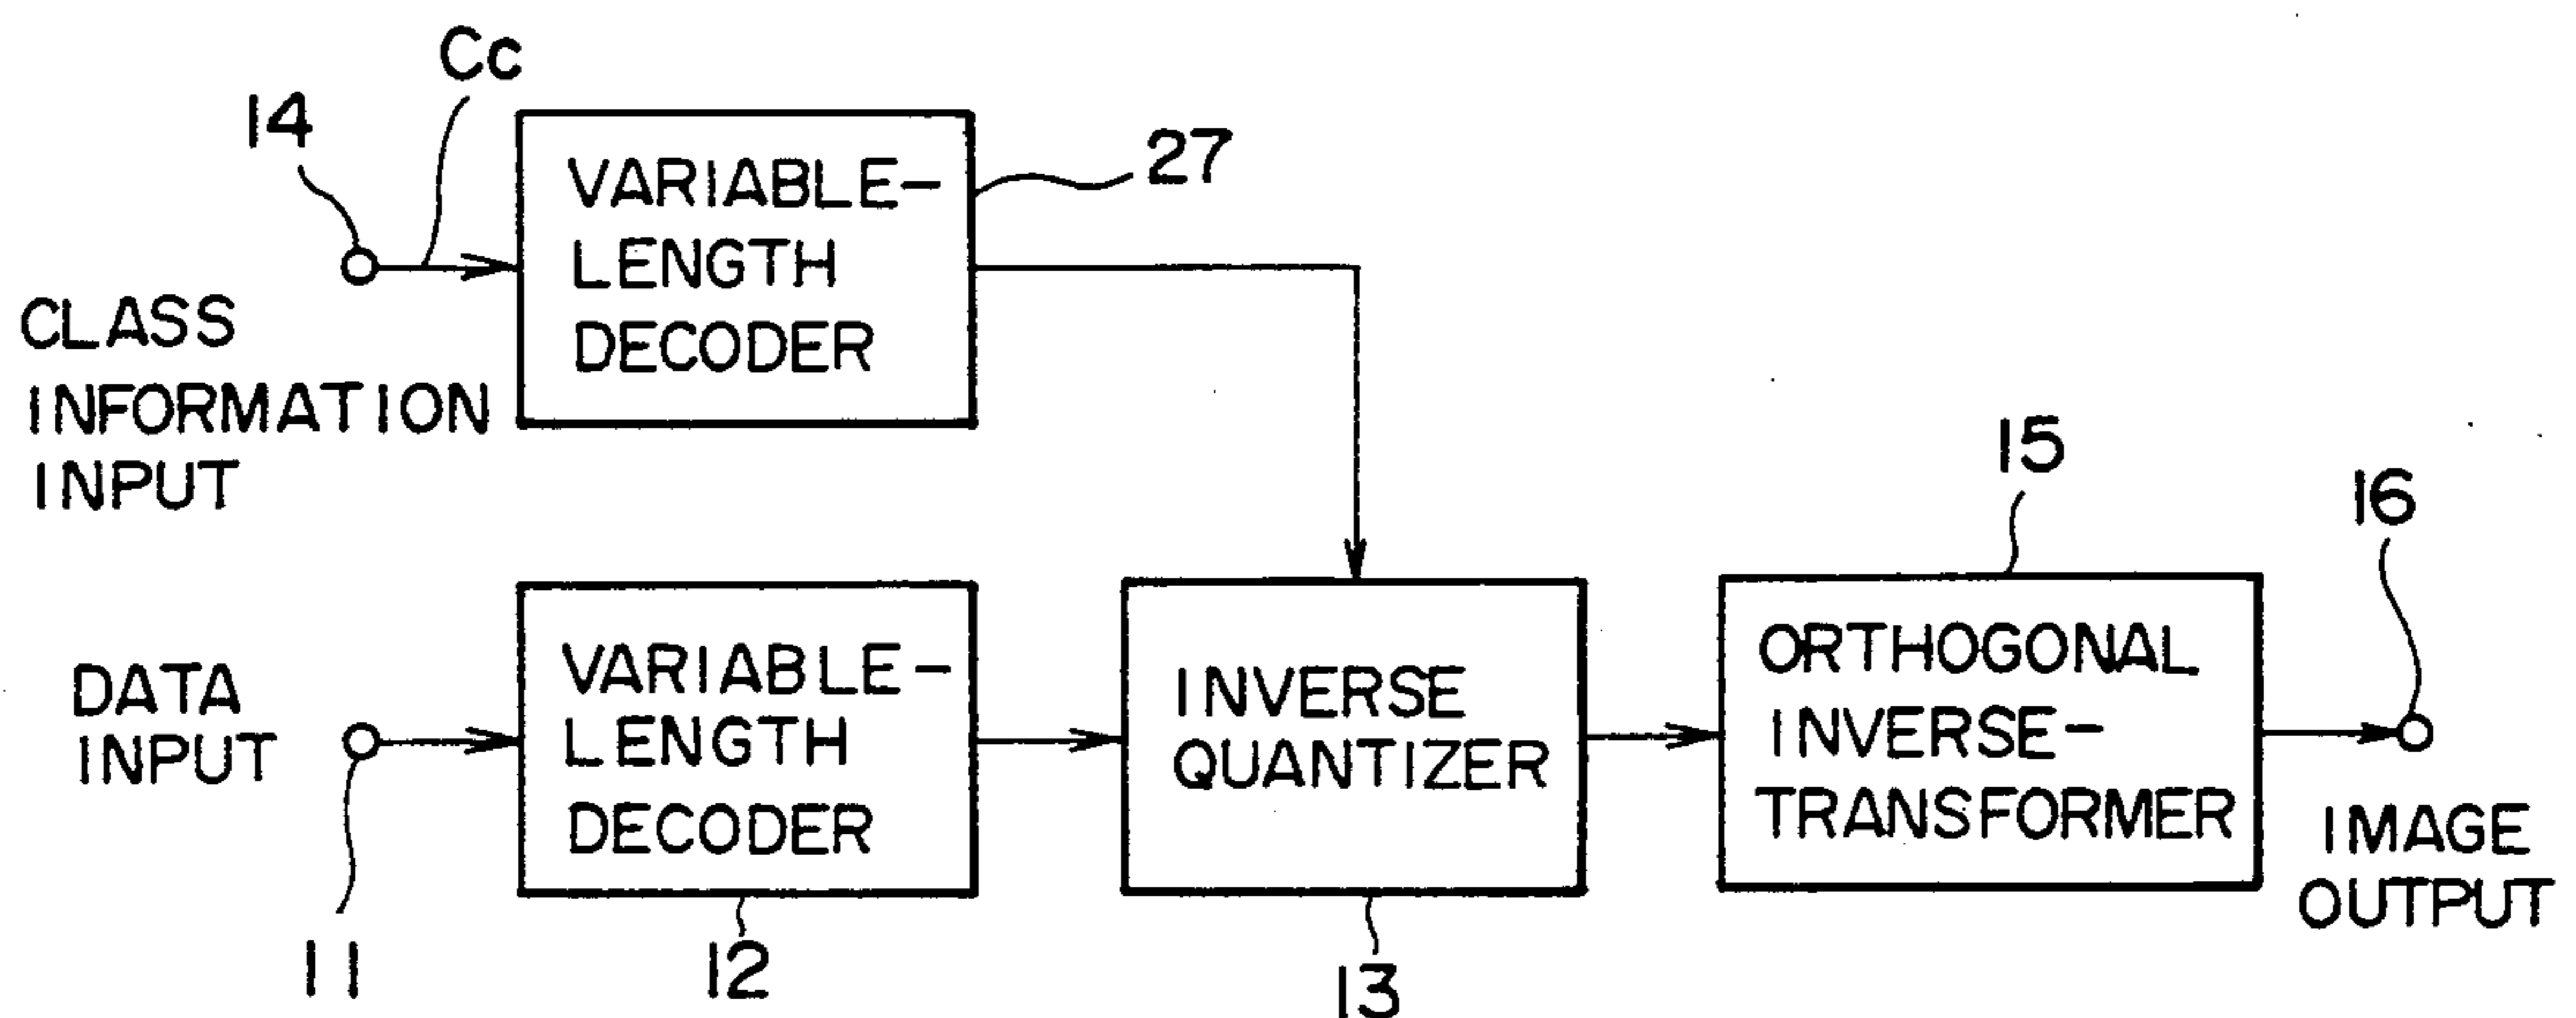 Cc
14
VARIABLE-
LENGTH
DECODER
27
CLASS
INFORMATION
INPUT
DATA
INPUT
11
VARIABLE-
LENGTH
DECODER
12
INVERSE
QUANTIZER
13
15
ORTHOGONAL
INVERSE-
TRANSFORMER
16
IMAGE
OUTPUT